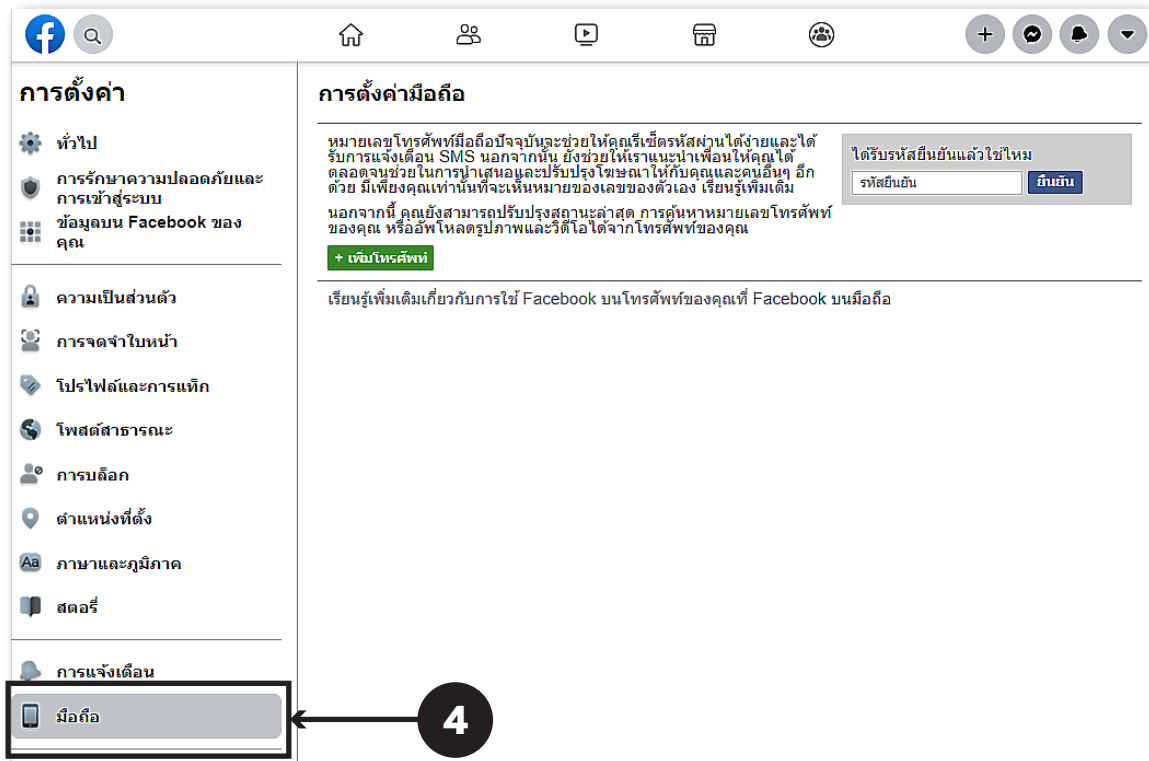 การตั้งค่า
ทั่วไป
การรักษาความปลอดภัยและ
การเข้าสู่ระบบ
ข้อมูลบน Facebook ของ
คุณ
ความเป็นส่วนตัว
การจดจำใบหน้า
โปรไฟล์และการแท็ก
โพสต์สาธารณะ
การบล็อก
ตำแหน่งที่ตั้ง
Aa
ภาษาและภูมิภาค
สตอรี่
การแจ้งเตือน
มือถือ
4
การตั้งค่ามือถือ
หมายเลขโทรศัพท์มือถือปัจจุบันจะช่วยให้คุณรีเซ็ตรหัสผ่านได้ง่ายและได้
รับการแจ้งเตือน SMS นอกจากนั้น ยังช่วยให้เราแนะนำเพื่อนให้คุณได้
ตลอดจนช่วยในการนำเสนอและปรับปรุงโฆษณาให้กับคุณและคนอื่นๆ อีก
ด้วย มีเพียงคุณเท่านั้นที่จะเห็นหมายของเลขของตัวเอง เรียนรู้เพิ่มเติม
นอกจากนี้ คุณยังสามารถปรับปรุงสถานะล่าสุด การค้นหาหมายเลขโทรศัพท์
ของคุณ หรืออัพโหลดรูปภาพและวิดีโอได้จากโทรศัพท์ของคุณ
+ เพิ่มโทรศัพท์
ได้รับรหัสยืนยันแล้วใช่ไหม
รหัสยืนยัน
ยืนยัน
เรียนรู้เพิ่มเติมเกี่ยวกับการใช้ Facebook บนโทรศัพท์ของคุณที่ Facebook บนมือถือ